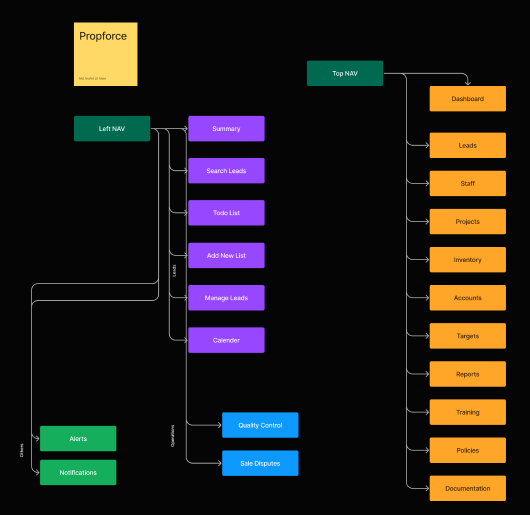 Propforce
Top NAV
Dashboard
Left NAV
Summary
Leads
Search Leads
Staff
Todo List
Projects
Add New List
Inventory
Leads
Manage Leads
Accounts
Calender
Targets
Reports
Quality Control
Training
Operations
Alerts
Others
Policies
Sale Disputes
Notifications
Documentation